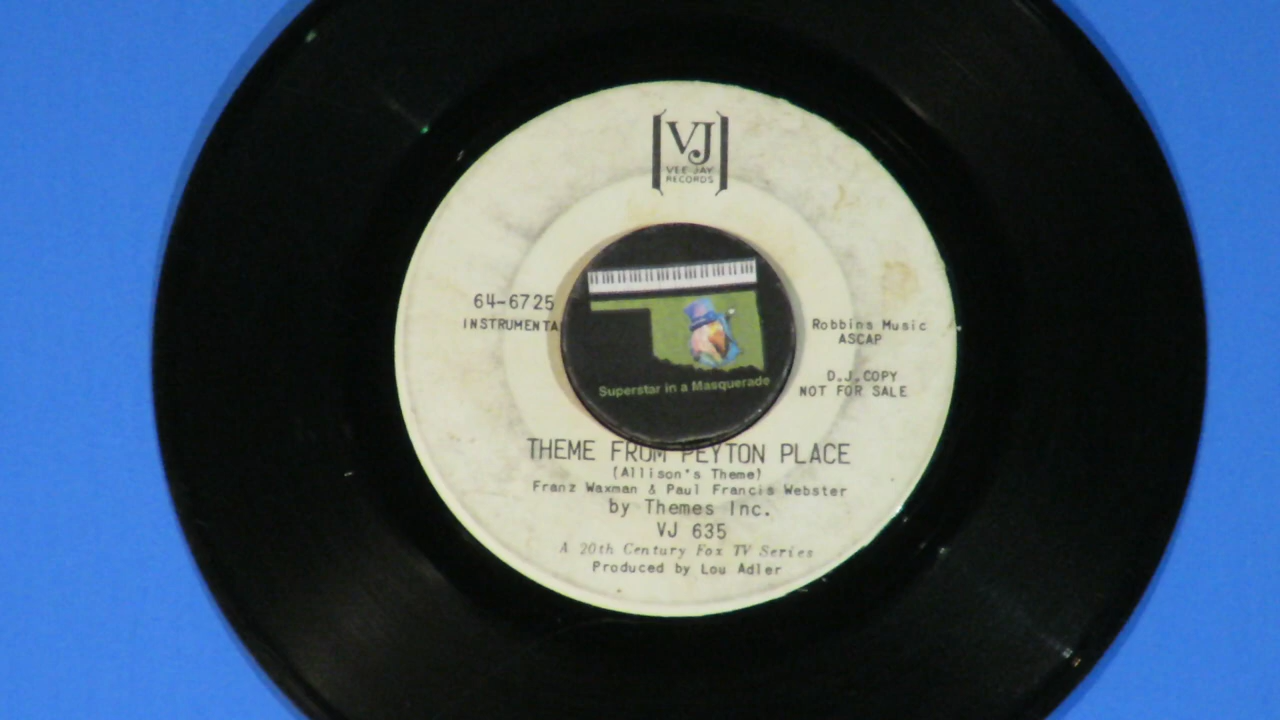 VJ
VEE JAY
RECORDS
64-6725
INSTRUMENTA
Robbins Music
ASCAP
D.J. COPY
NOT FOR SALE
Superstar in a Masquerade
THEME FROM PEYTON PLACE
(Allison's Theme)
Franz Waxman & Paul Francis Webster
by Themes Inc.
VJ 635
A 20th Century Fox TV Series
Produced by Lou Adler